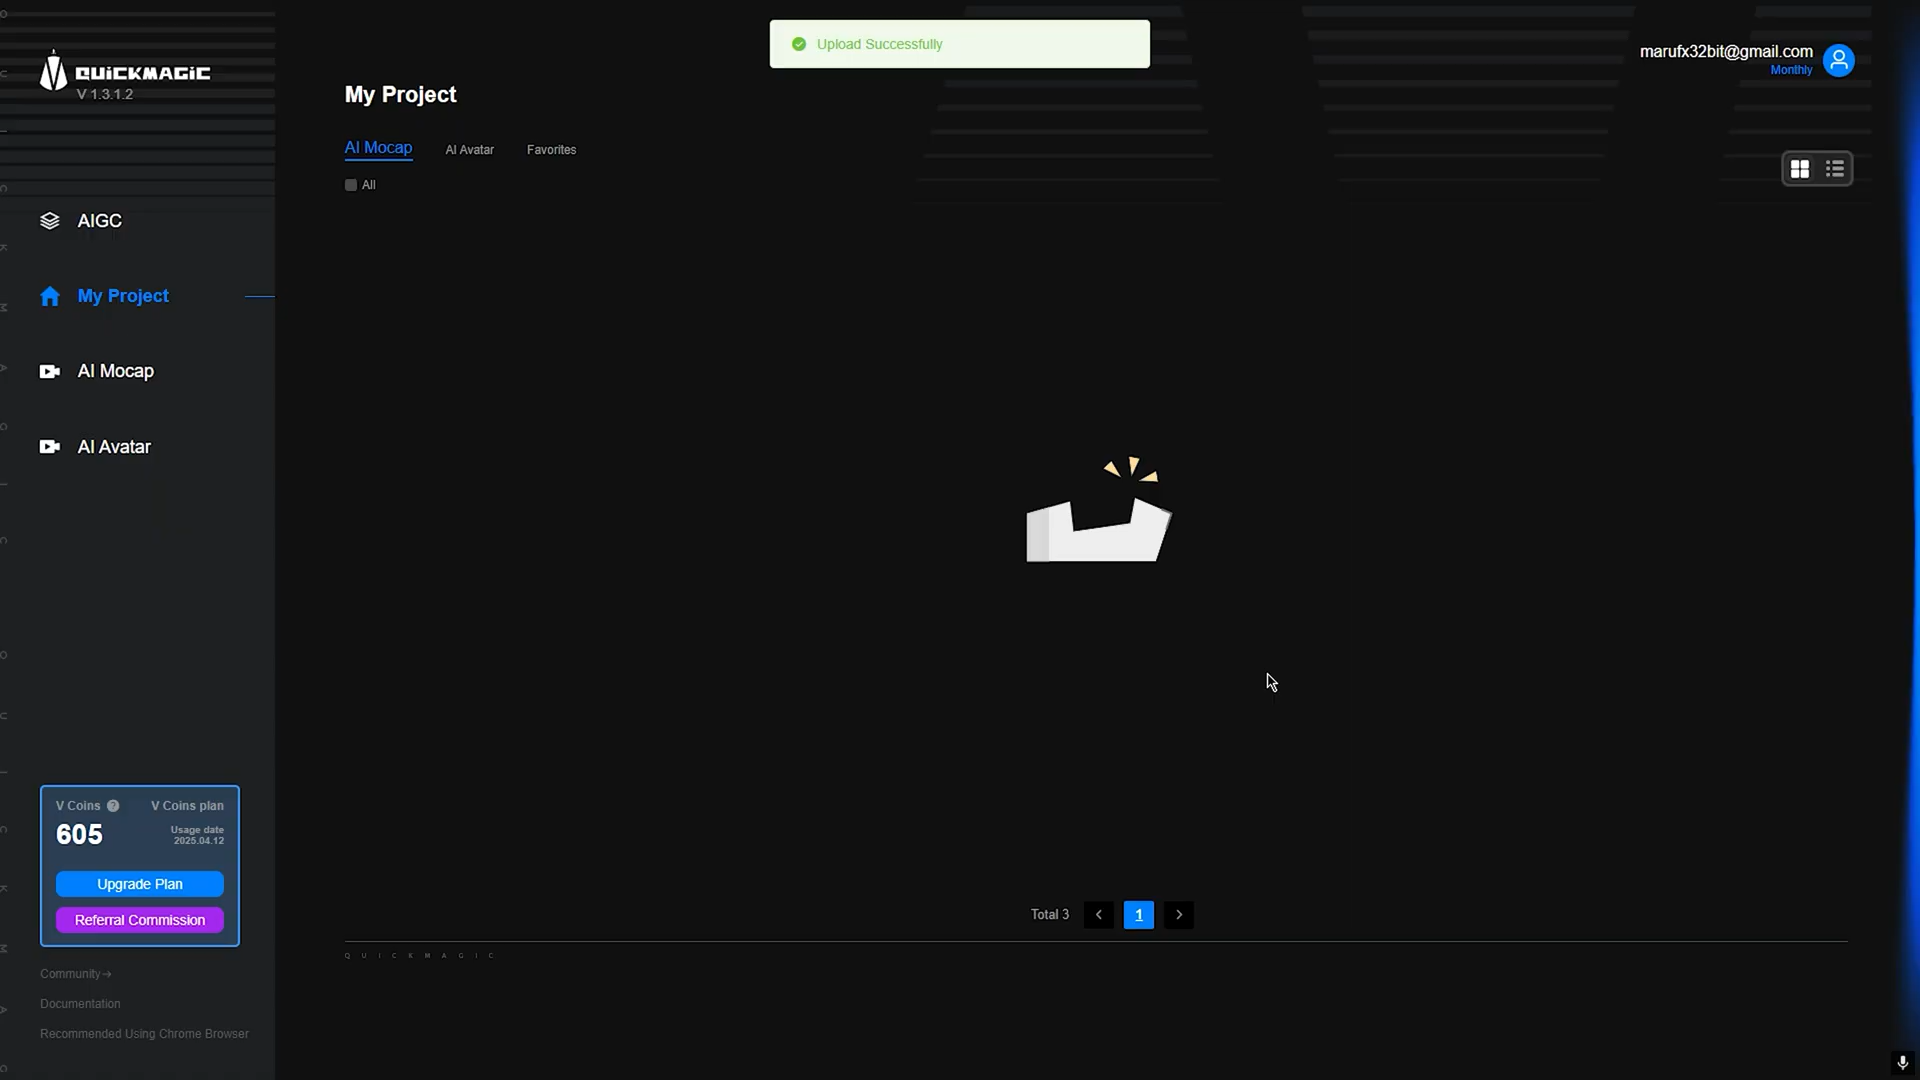 Upload Successfully
QUICKMAGIC
V 1.3.1.2
marufx32bit@gmail.com
Monthly
My Project
AI Mocap
AI Avatar
Favorites
All
AIGC
My Project
AI Mocap
AI Avatar
V Coins ?
V Coins plan
605
Usage date
2025.04.12
Upgrade Plan
Referral Commission
Total 3
1
QUICKMAGIC
Community→
Documentation
Recommended Using Chrome Browser